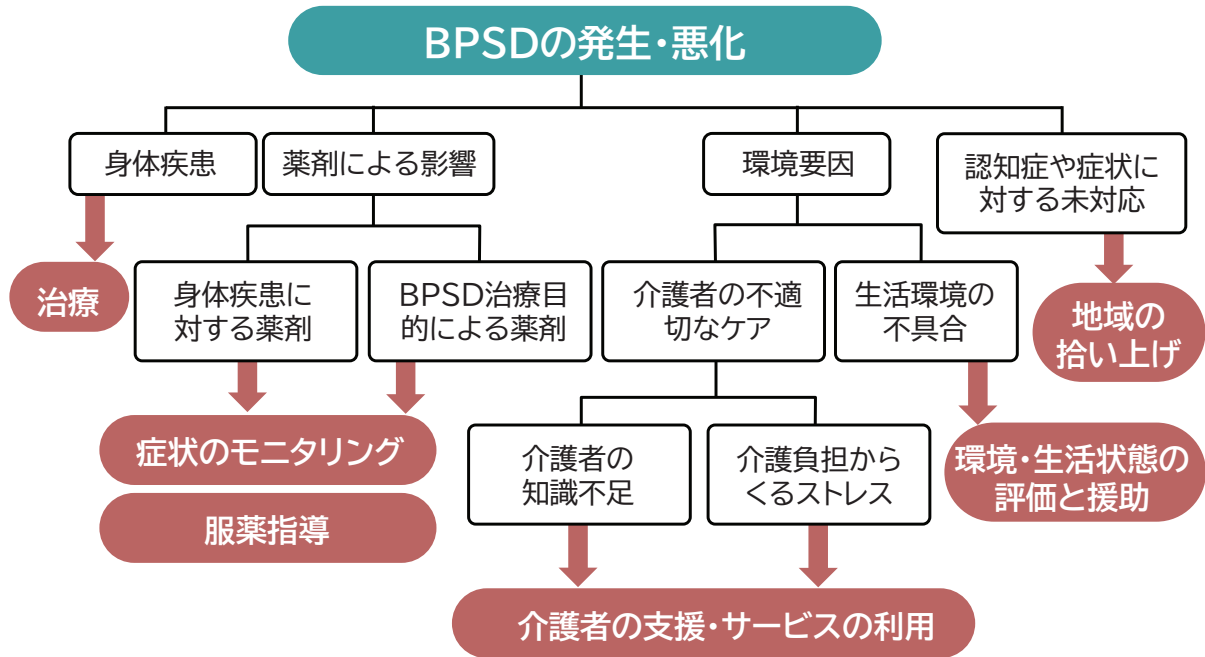 BPSDの発生・悪化
身体疾患
薬剤による影響
環境要因
認知症や症状に
対する未対応
治療
身体疾患に
対する薬剤
BPSD治療目
的による薬剤
介護者の不適
切なケア
生活環境の
不具合
地域の
拾い上げ
症状のモニタリング
服薬指導
介護者の
知識不足
介護負担から
くるストレス
環境・生活状態の
評価と援助
介護者の支援・サービスの利用